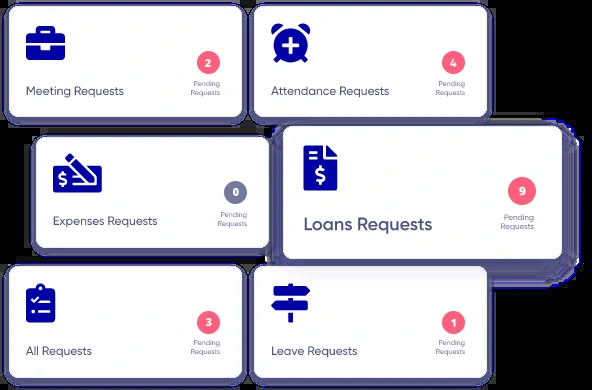 2
Pending
Requests
Meeting Requests
4
Pending
Requests
Attendance Requests
$
0
Pending
Requests
Expenses Requests
$
9
Pending
Requests
Loans Requests
3
Pending
Requests
All Requests
1
Pending
Requests
Leave Requests